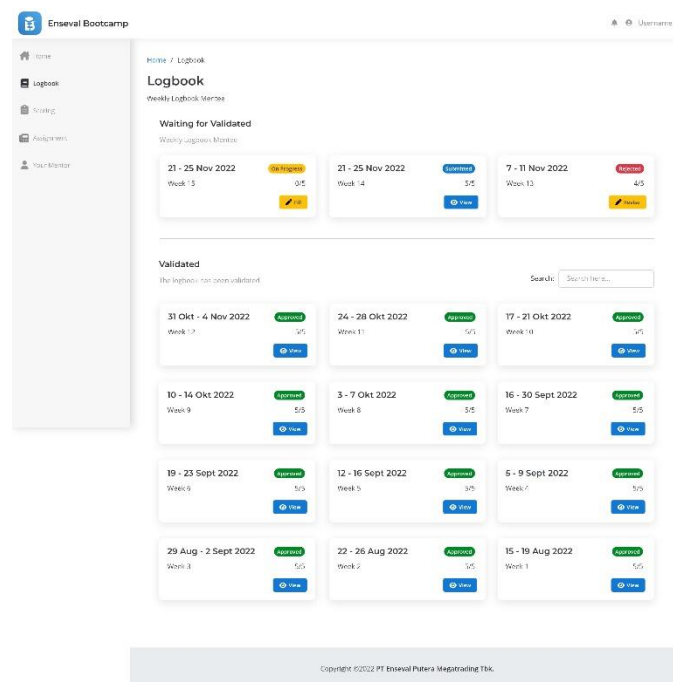 Enseval Bootcamp
Username
Home
Logbook
Scoring
Assignment
Your Mentor
Home / Logbook
Logbook
Weekly Logbook Mentee
Waiting for Validated
Weekly Logbook Mentee
21 - 25 Nov 2022 On Progress
Week 15 0/5
Fill
21 - 25 Nov 2022 Submitted
Week 14 5/5
View
7 - 11 Nov 2022 Rejected
Week 13 4/5
Revise
Validated
The logbook has been validated
Search: Search here...
31 Okt - 4 Nov 2022 Approved
Week 12 5/5
View
24 - 28 Okt 2022 Approved
Week 11 5/5
View
17 - 21 Okt 2022 Approved
Week 10 5/5
View
10 - 14 Okt 2022 Approved
Week 9 5/5
View
3 - 7 Okt 2022 Approved
Week 8 5/5
View
16 - 30 Sept 2022 Approved
Week 7 5/5
View
19 - 23 Sept 2022 Approved
Week 6 5/5
View
12 - 16 Sept 2022 Approved
Week 5 5/5
View
5 - 9 Sept 2022 Approved
Week 4 5/5
View
29 Aug - 2 Sept 2022 Approved
Week 3 5/5
View
22 - 26 Aug 2022 Approved
Week 2 5/5
View
15 - 19 Aug 2022 Approved
Week 1 5/5
View
Copyright ©2022 PT Enseval Putera Megatrading Tbk.